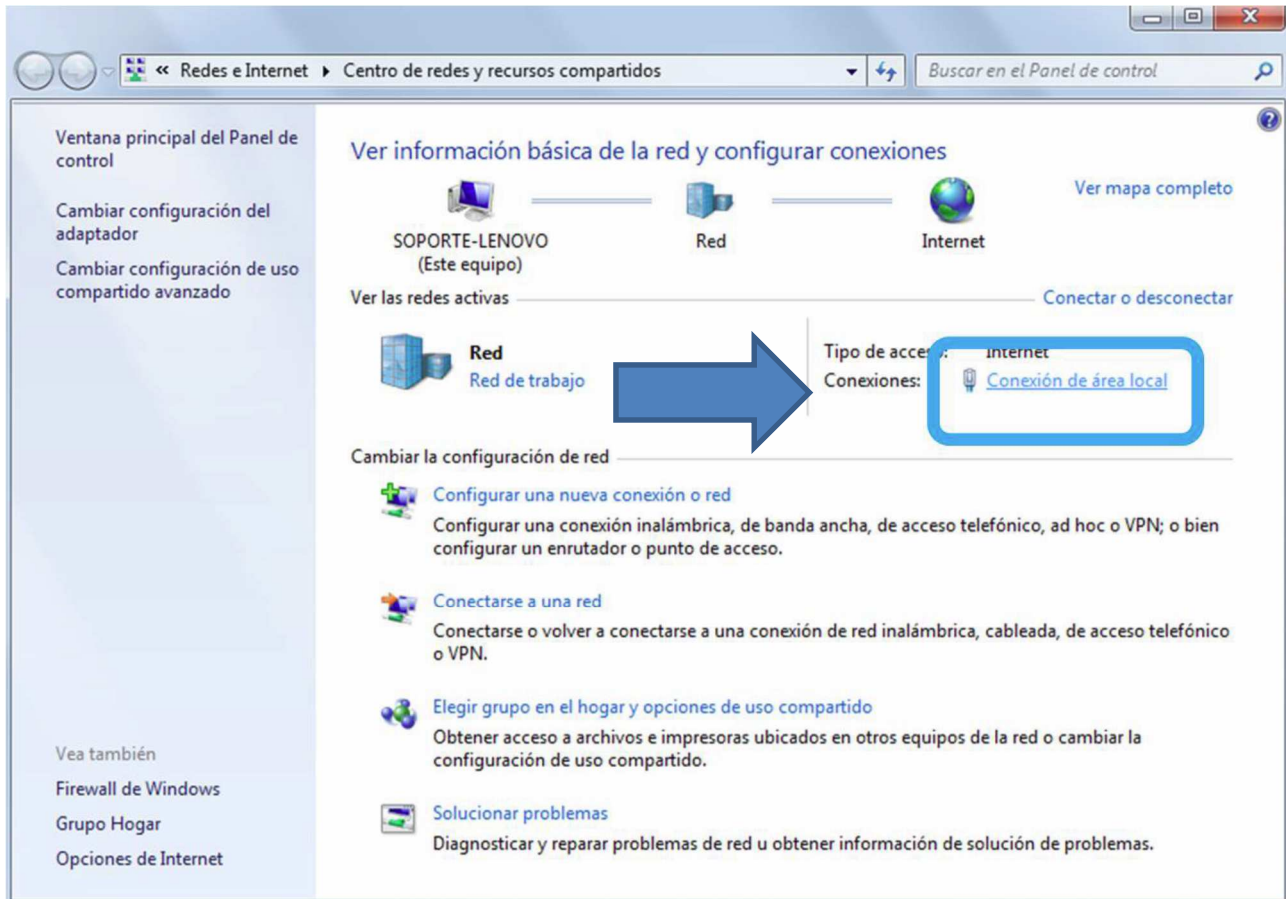 « Redes e Internet ▸ Centro de redes y recursos compartidos
Buscar en el Panel de control
Ventana principal del Panel de
control
Cambiar configuración del
adaptador
Cambiar configuración de uso
compartido avanzado
Ver información básica de la red y configurar conexiones
Ver mapa completo
SOPORTE-LENOVO
(Este equipo)
Red
Internet
Ver las redes activas
Conectar o desconectar
Red
Red de trabajo
Tipo de acceso: Internet
Conexiones: Conexión de área local
Cambiar la configuración de red
Configurar una nueva conexión o red
Configurar una conexión inalámbrica, de banda ancha, de acceso telefónico, ad hoc o VPN; o bien
configurar un enrutador o punto de acceso.
Conectarse a una red
Conectarse o volver a conectarse a una conexión de red inalámbrica, cableada, de acceso telefónico
o VPN.
Elegir grupo en el hogar y opciones de uso compartido
Obtener acceso a archivos e impresoras ubicados en otros equipos de la red o cambiar la
configuración de uso compartido.
Solucionar problemas
Diagnosticar y reparar problemas de red u obtener información de solución de problemas.
Vea también
Firewall de Windows
Grupo Hogar
Opciones de Internet